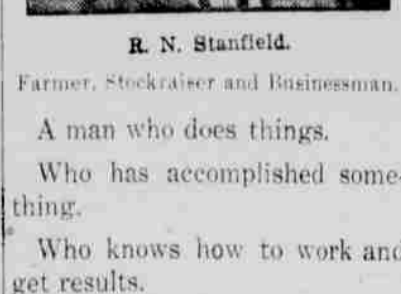 R. N. Stanfield.
Farmer, Stockraiser and Businessman.
A man who does things.
Who has accomplished some-
thing.
Who knows how to work and
get results.